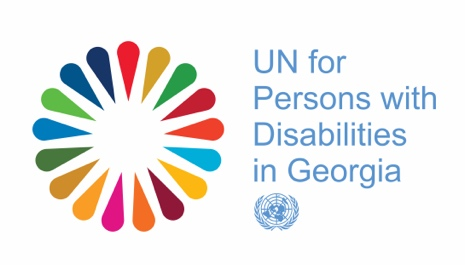 UN for
Persons with
Disabilities
in Georgia